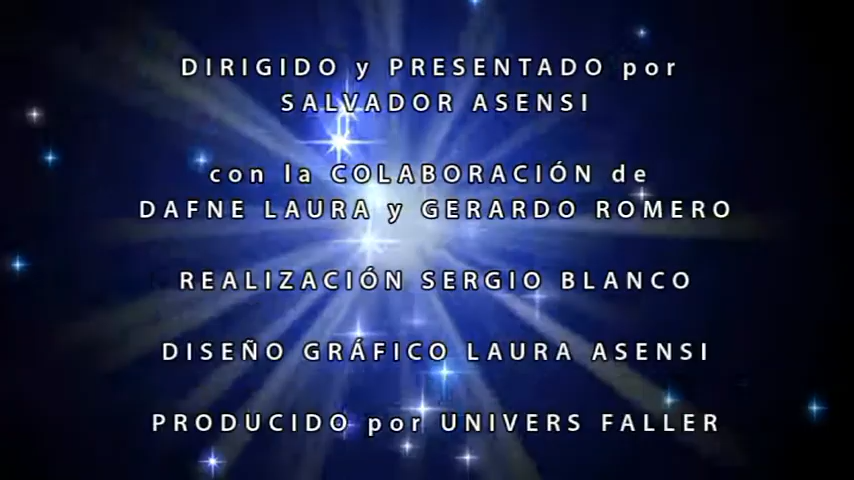 DIRIGIDO y PRESENTADO por
SALVADOR ASENSI
con la COLABORACIÓN de
DAFNE LAURA y GERARDO ROMERO
REALIZACIÓN SERGIO BLANCO
DISEÑO GRÁFICO LAURA ASENSI
PRODUCIDO por UNIVERS FALLER